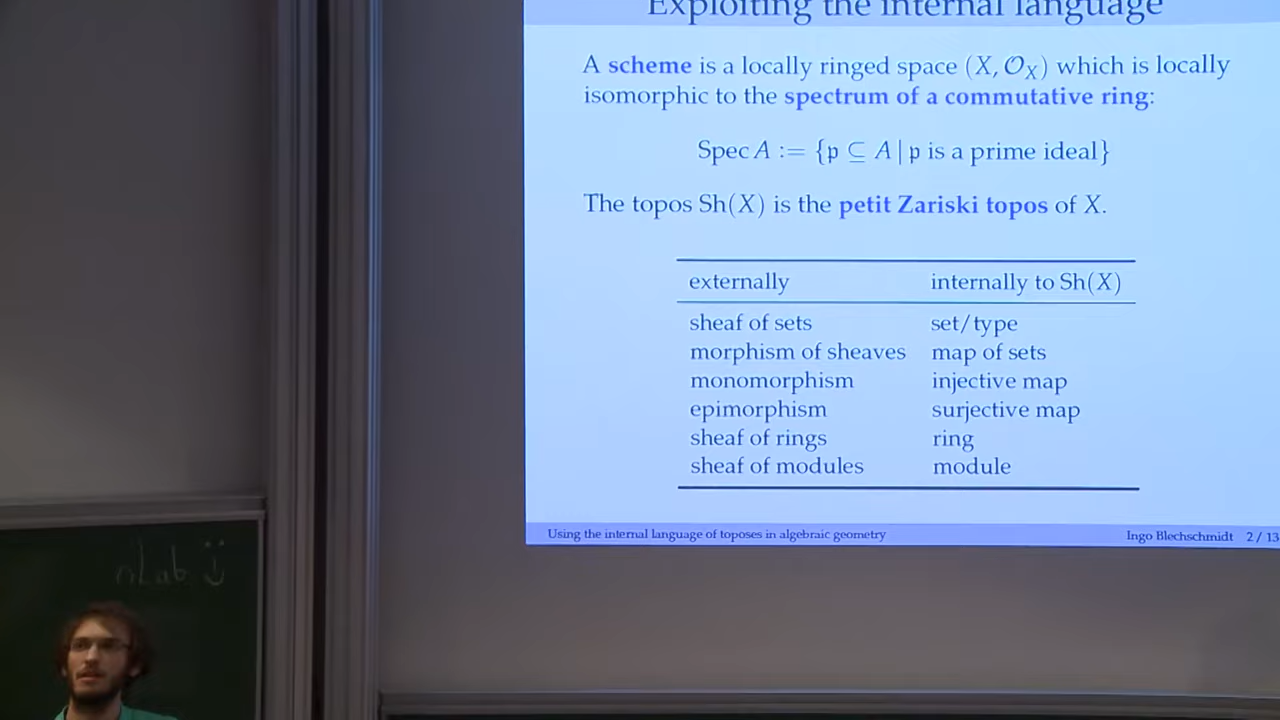 Exploiting the internal language
A scheme is a locally ringed space (X, 𝒪_X) which is locally
isomorphic to the spectrum of a commutative ring:
Spec A := {𝔭 ⊆ A | 𝔭 is a prime ideal}
The topos Sh(X) is the petit Zariski topos of X.
externally internally to Sh(X)
sheaf of sets set/type
morphism of sheaves map of sets
monomorphism injective map
epimorphism surjective map
sheaf of rings ring
sheaf of modules module
Using the internal language of toposes in algebraic geometry Ingo Blechschmidt 2 / 13
nLab